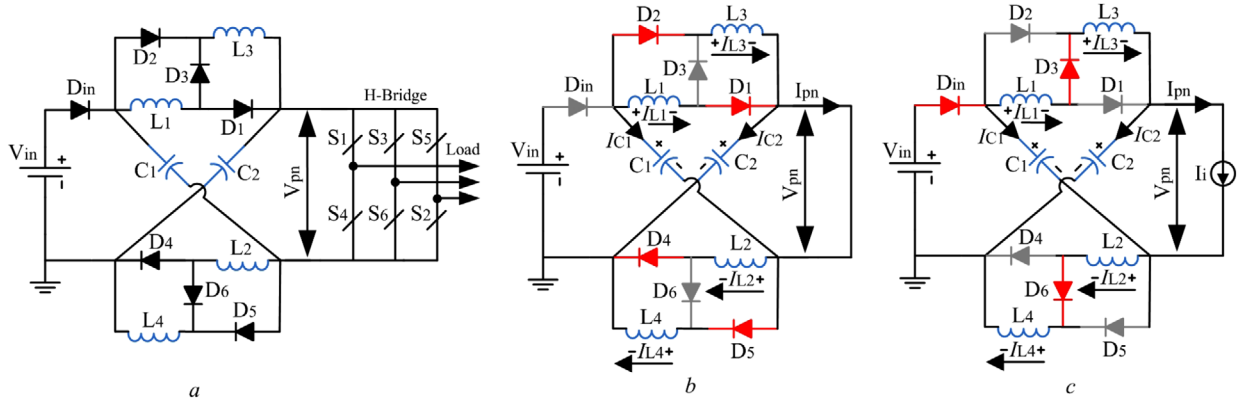 D2
L3
D3
Din
L1
D1
H-Bridge
Vin
+
-
C1
C2
Vpn
S1
S3
S5
Load
S4
S6
S2
D4
L2
D6
L4
D5
a
D2
L3
+IL3-
D3
Din
L1
D1
Ipn
+IL1-
IC1
IC2
+
-
+
-
Vin
+
-
C1
C2
Vpn
D4
L2
D6
-IL2+
L4
D5
-IL4+
b
D2
L3
+IL3-
D3
Din
L1
D1
Ipn
+IL1-
IC1
IC2
+
-
+
-
Vin
+
-
C1
C2
Vpn
Ii
D4
L2
D6
-IL2+
L4
D5
-IL4+
c